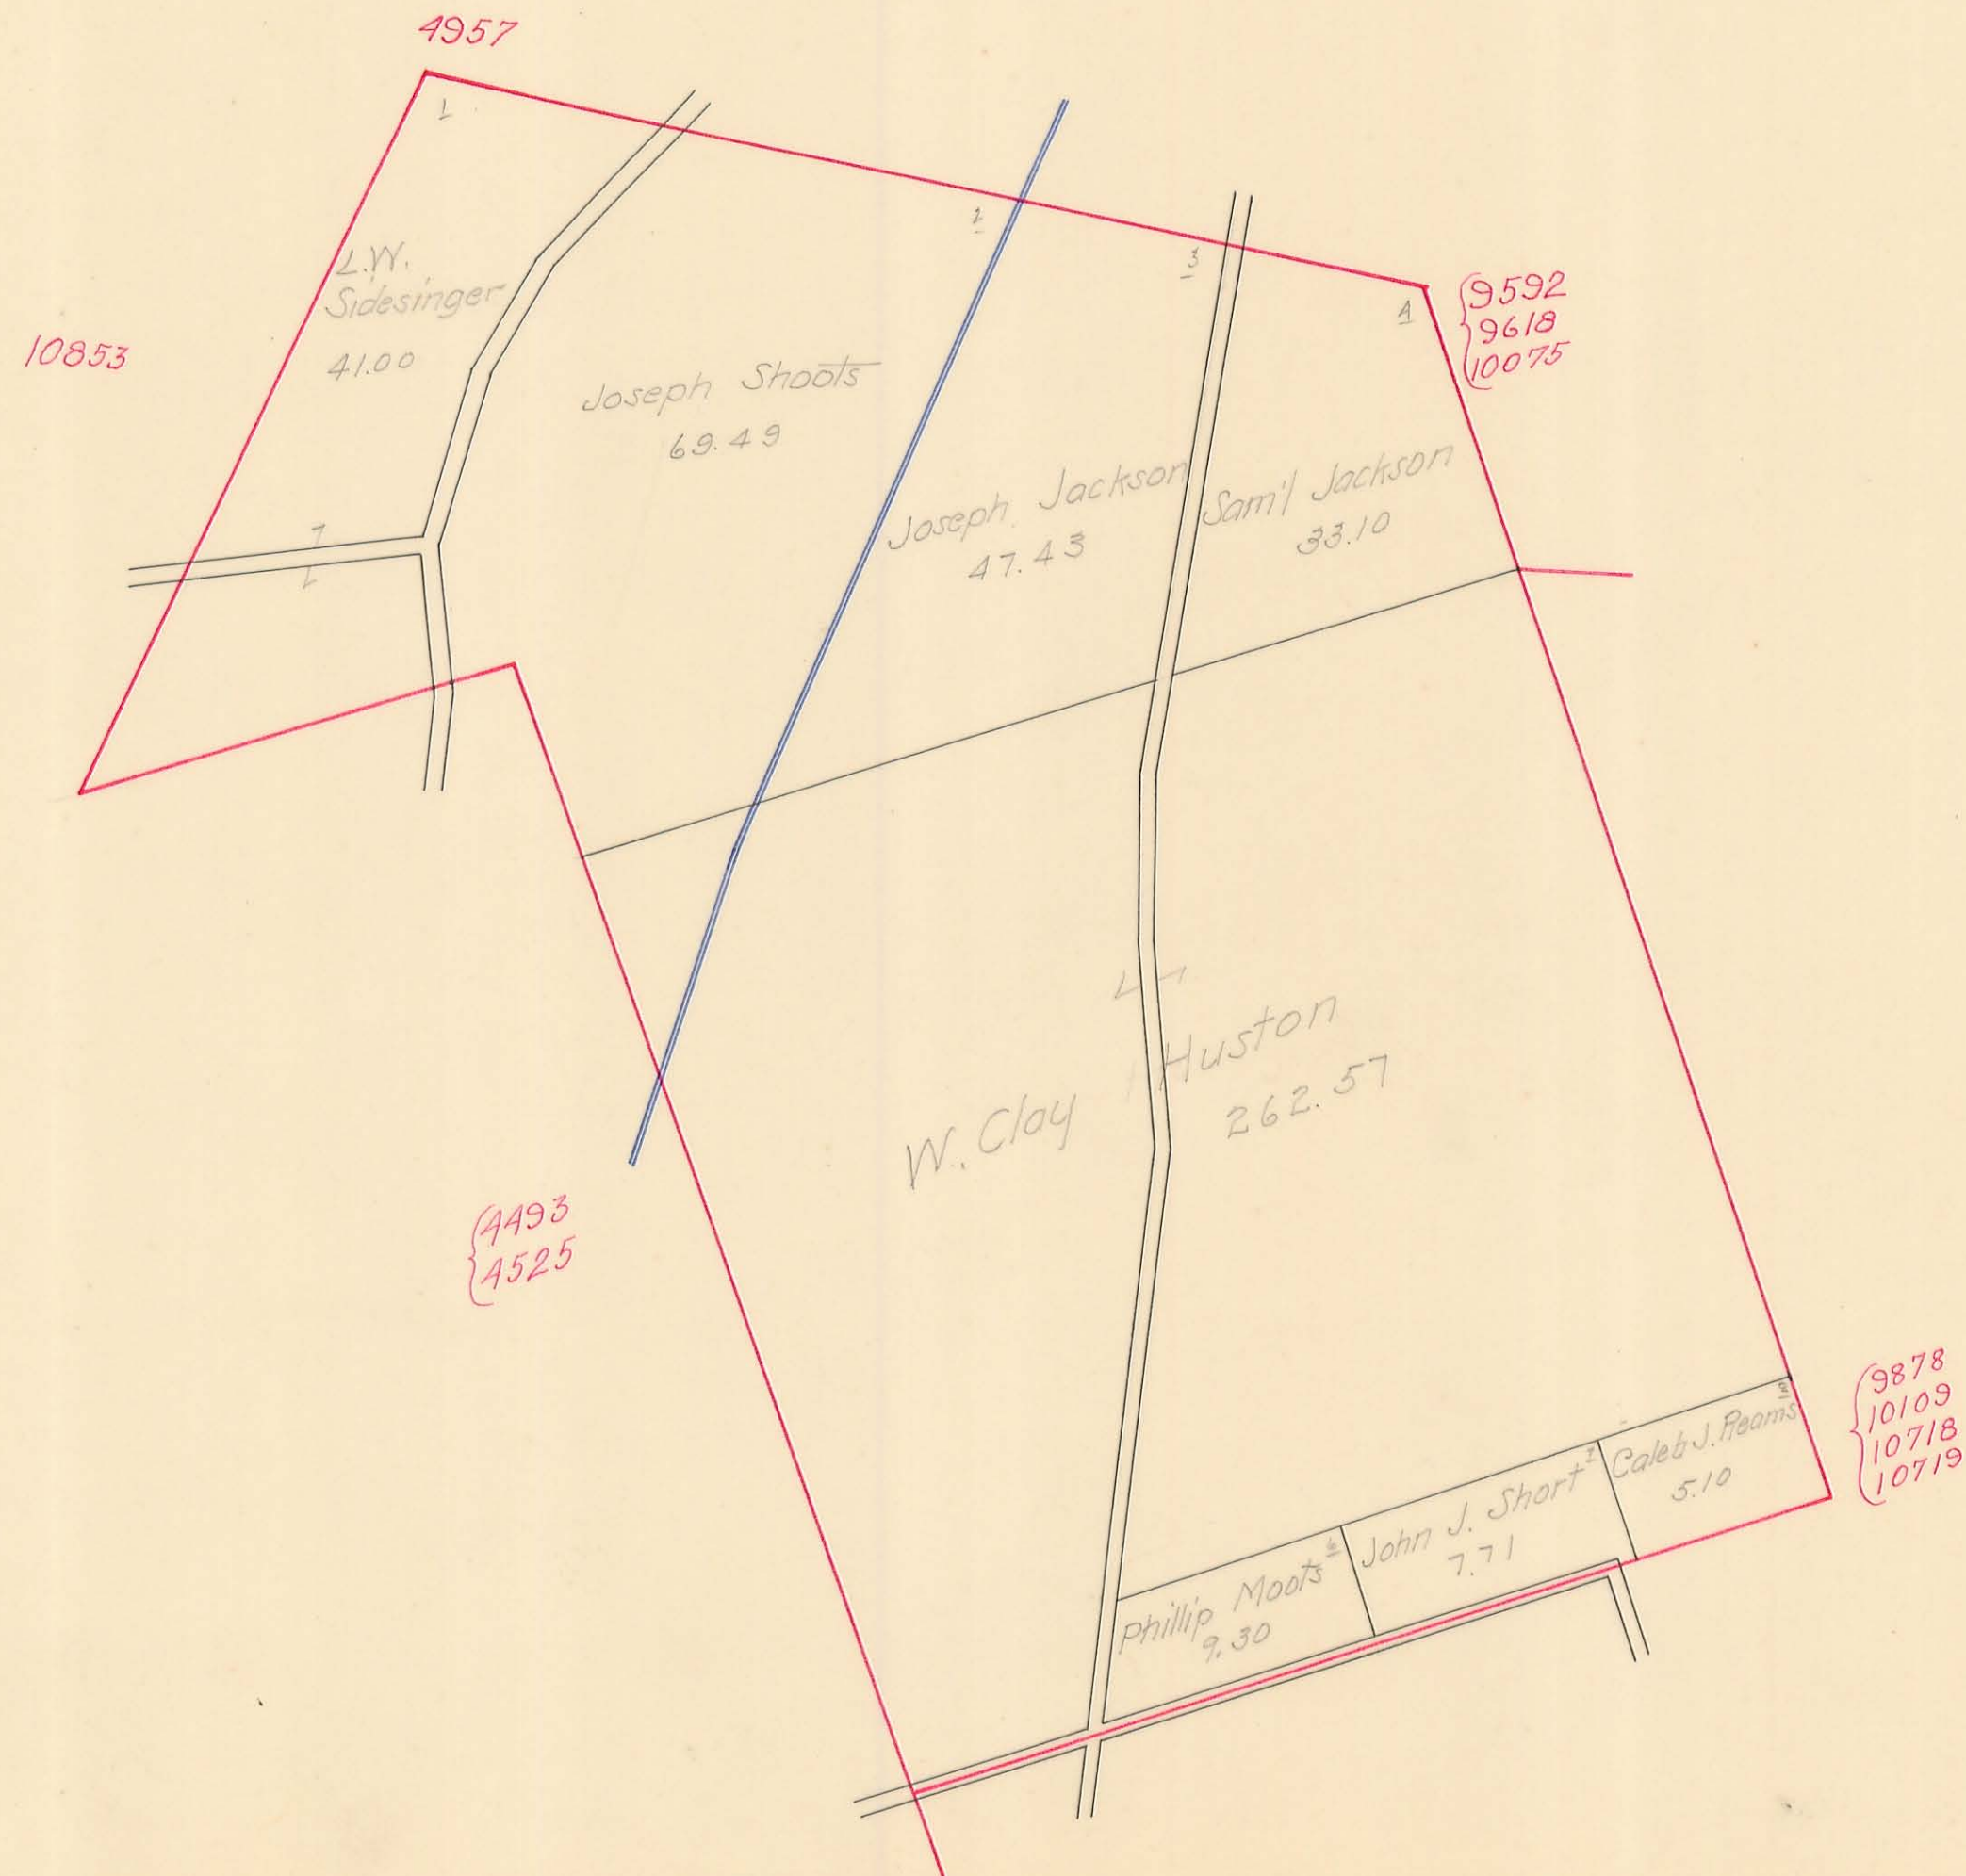 4957
1
2
3
4
L.W.
Sidesinger
41.00
10853
Joseph Shoots
69.49
{9592
9618
10075
Joseph Jackson
47.43
Sam'l Jackson
33.10
W. Clay Huston
262.57
{4493
4525
{9878
10109
10718
10719
Caleb J. Reams
5.10
John J. Short
7.71
6
Phillip Moots
9.30